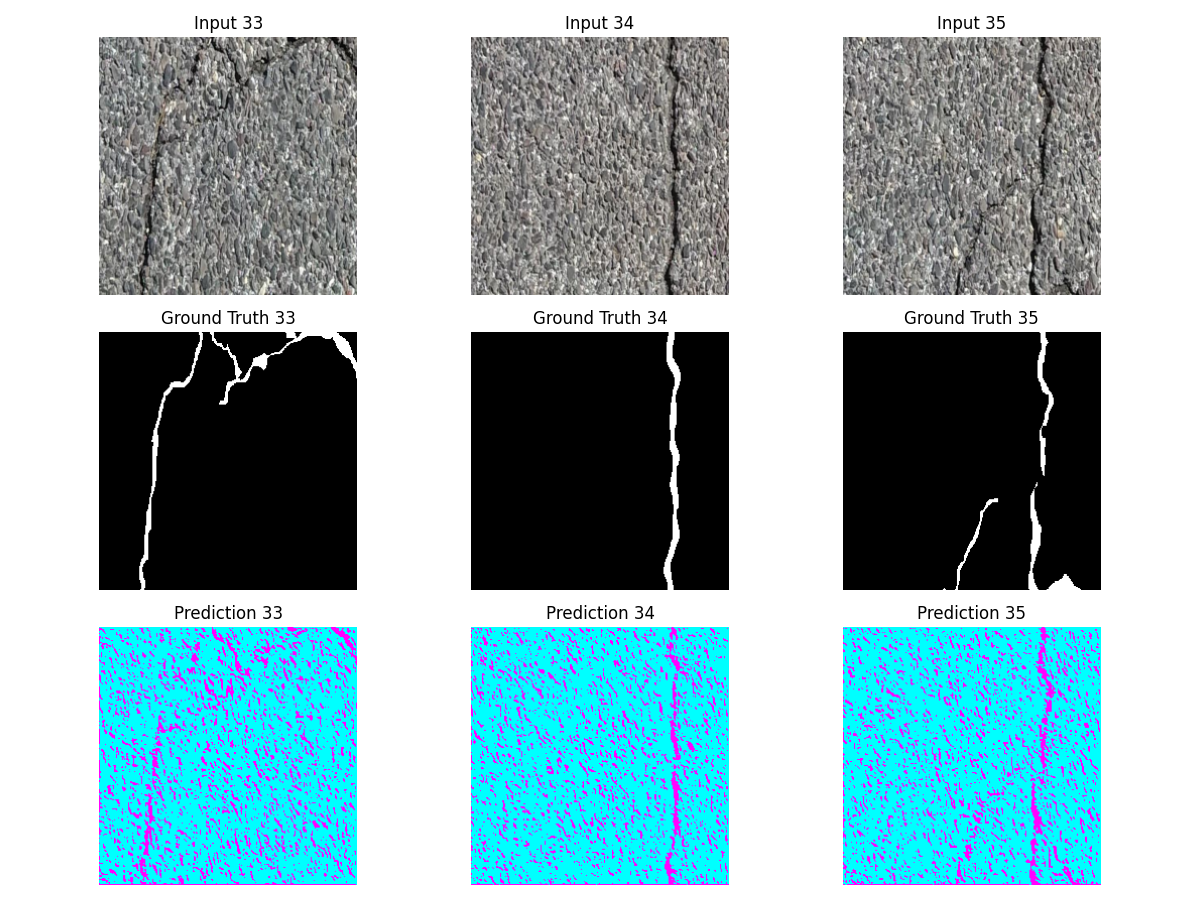 Input 33
Input 34
Input 35
Ground Truth 33
Ground Truth 34
Ground Truth 35
Prediction 33
Prediction 34
Prediction 35